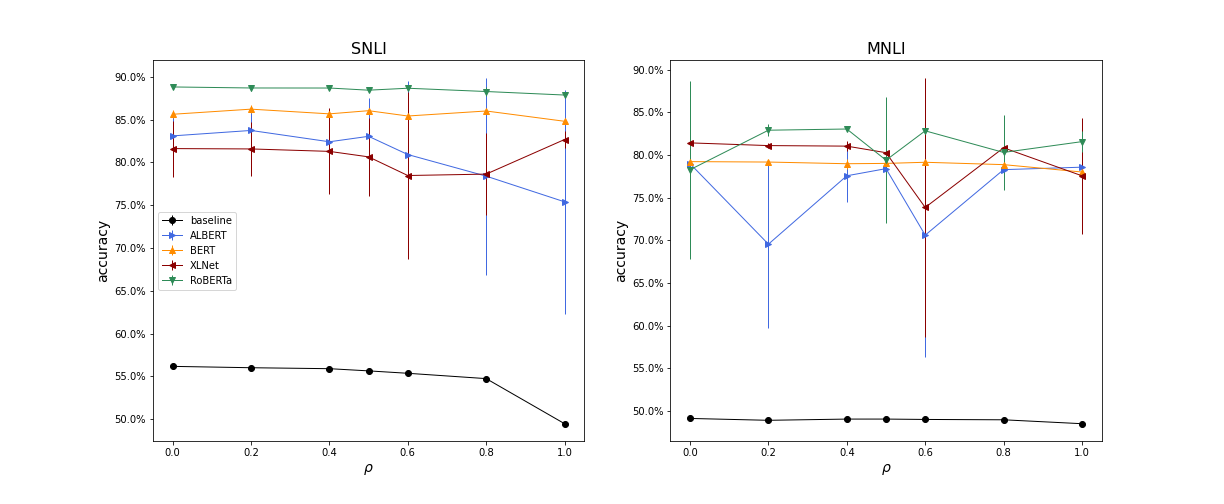 SNLI
90.0%
85.0%
80.0%
75.0%
70.0%
65.0%
60.0%
55.0%
50.0%
accuracy
baseline
ALBERT
BERT
XLNet
RoBERTa
0.0 0.2 0.4 0.6 0.8 1.0
ρ
MNLI
90.0%
85.0%
80.0%
75.0%
70.0%
65.0%
60.0%
55.0%
50.0%
accuracy
0.0 0.2 0.4 0.6 0.8 1.0
ρ